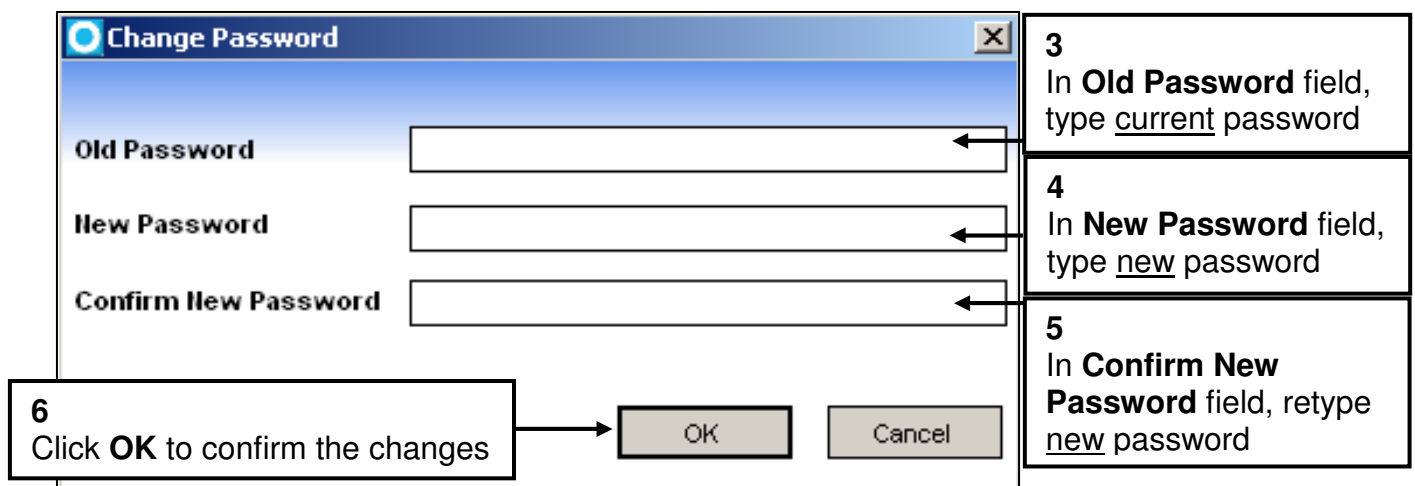 Change Password
3
In Old Password field,
type current password
Old Password
4
In New Password field,
type new password
New Password
Confirm New Password
5
In Confirm New
Password field, retype
new password
6
Click OK to confirm the changes
OK
Cancel